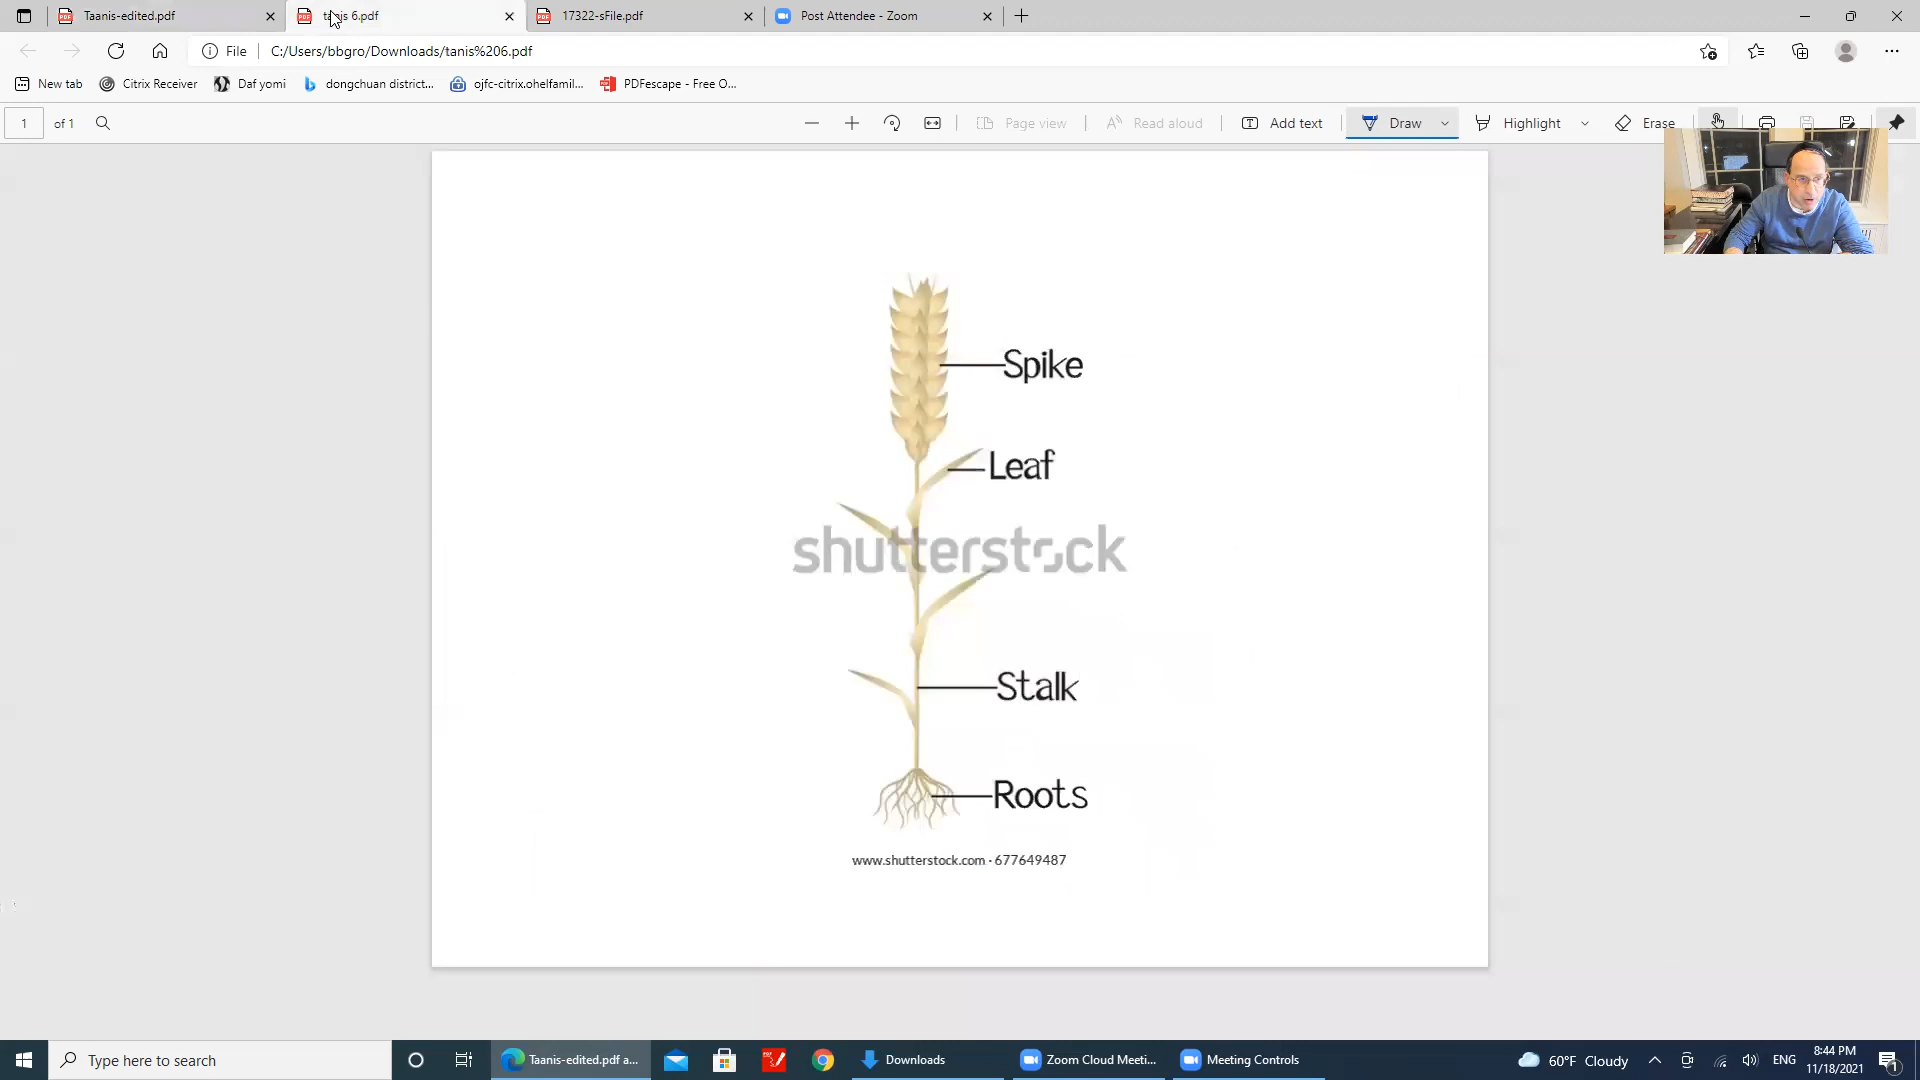 Taanis-edited.pdf
tanis 6.pdf
17322-sFile.pdf
Post Attendee - Zoom
File
C:/Users/bbgro/Downloads/tanis%206.pdf
New tab
Citrix Receiver
Daf yomi
dongchuan district...
ojfc-citrix.ohelfamil...
PDFescape - Free O...
1
of 1
Page view
Read aloud
Add text
Draw
Highlight
Erase
Spike
Leaf
shutterstock
Stalk
Roots
www.shutterstock.com · 677649487
Type here to search
Taanis-edited.pdf a...
Downloads
Zoom Cloud Meeti...
Meeting Controls
60°F Cloudy
ENG
8:44 PM
11/18/2021
1